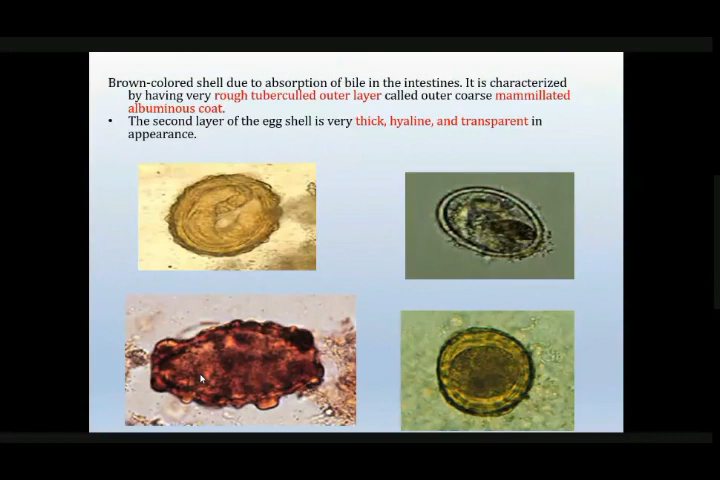 Brown-colored shell due to absorption of bile in the intestines. It is characterized
by having very rough tuberculled outer layer called outer coarse mammillated
albuminous coat.
• The second layer of the egg shell is very thick, hyaline, and transparent in
appearance.